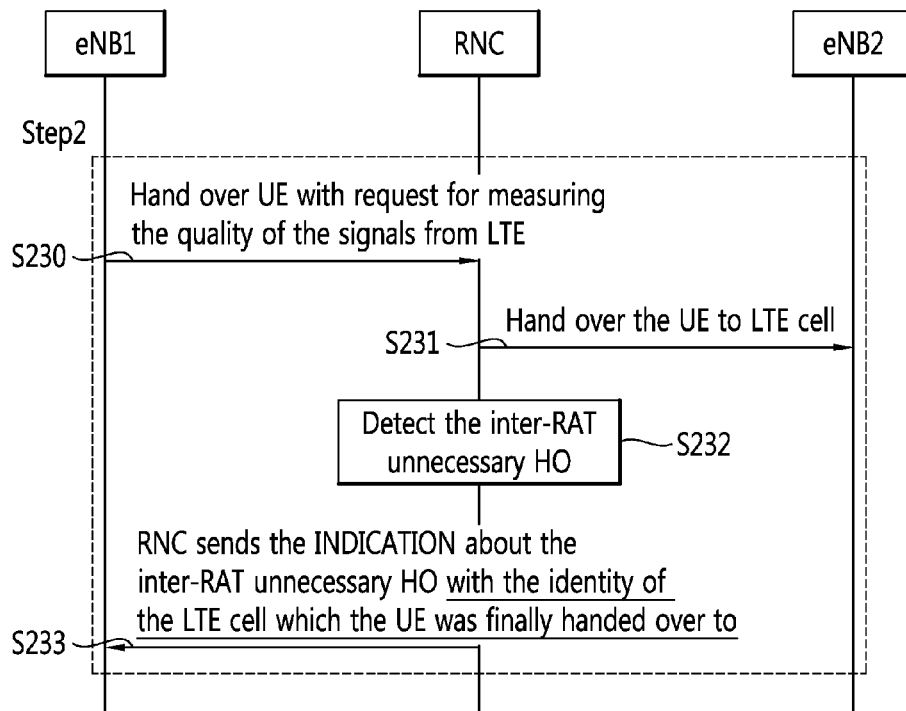 eNB1
RNC
eNB2
Step2
Hand over UE with request for measuring
the quality of the signals from LTE
S230
Hand over the UE to LTE cell
S231
Detect the inter-RAT
unnecessary HO
S232
RNC sends the INDICATION about the
inter-RAT unnecessary HO with the identity of
the LTE cell which the UE was finally handed over to
S233